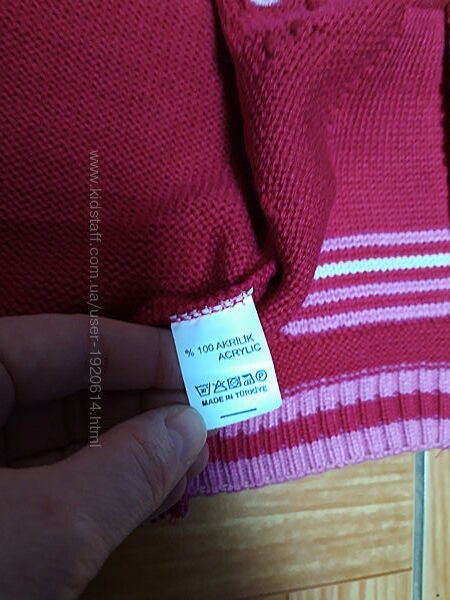 % 100 AKRİLİK
ACRYLIC
MADE IN TÜRKİYE
www.kidstaff.com.ua/user-1920614.html